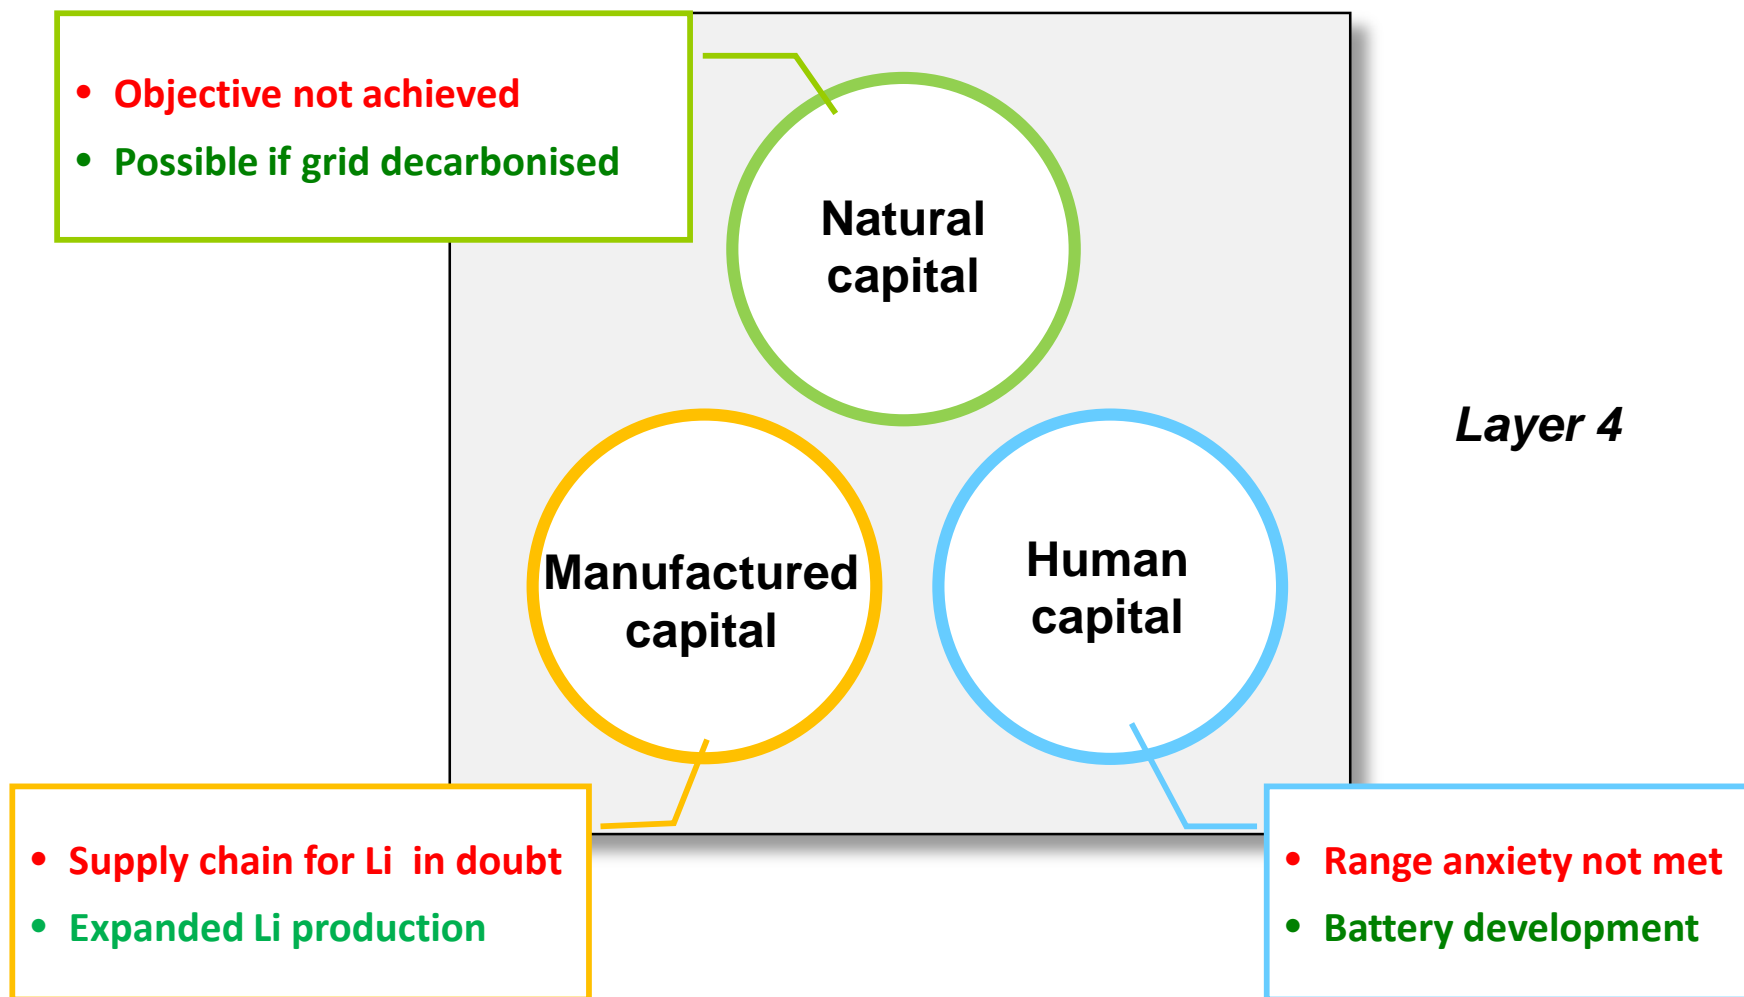 • Objective not achieved
• Possible if grid decarbonised
Natural
capital
Layer 4
Manufactured
capital
Human
capital
• Supply chain for Li  in doubt
• Expanded Li production
• Range anxiety not met
• Battery development